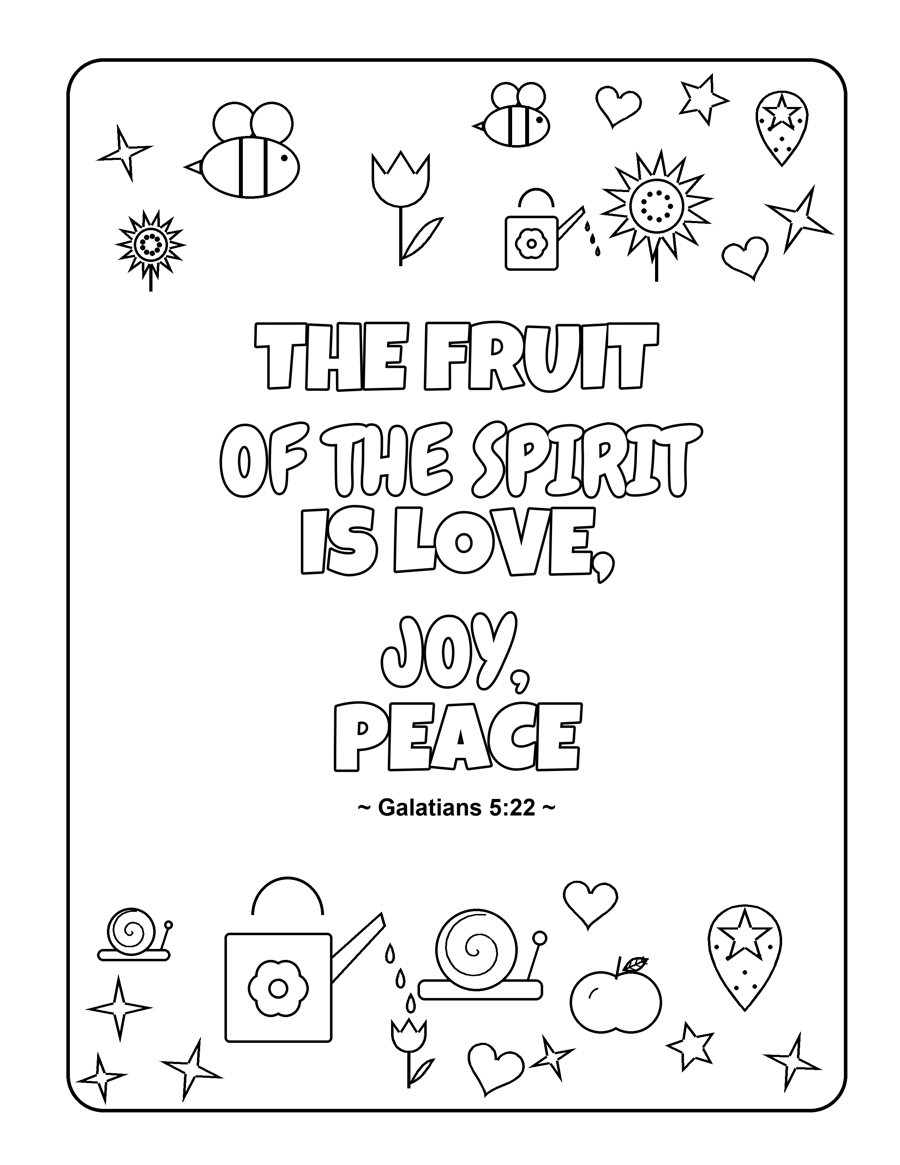 THE FRUIT
OF THE SPIRIT
IS LOVE,
JOY,
PEACE
~ Galatians 5:22 ~